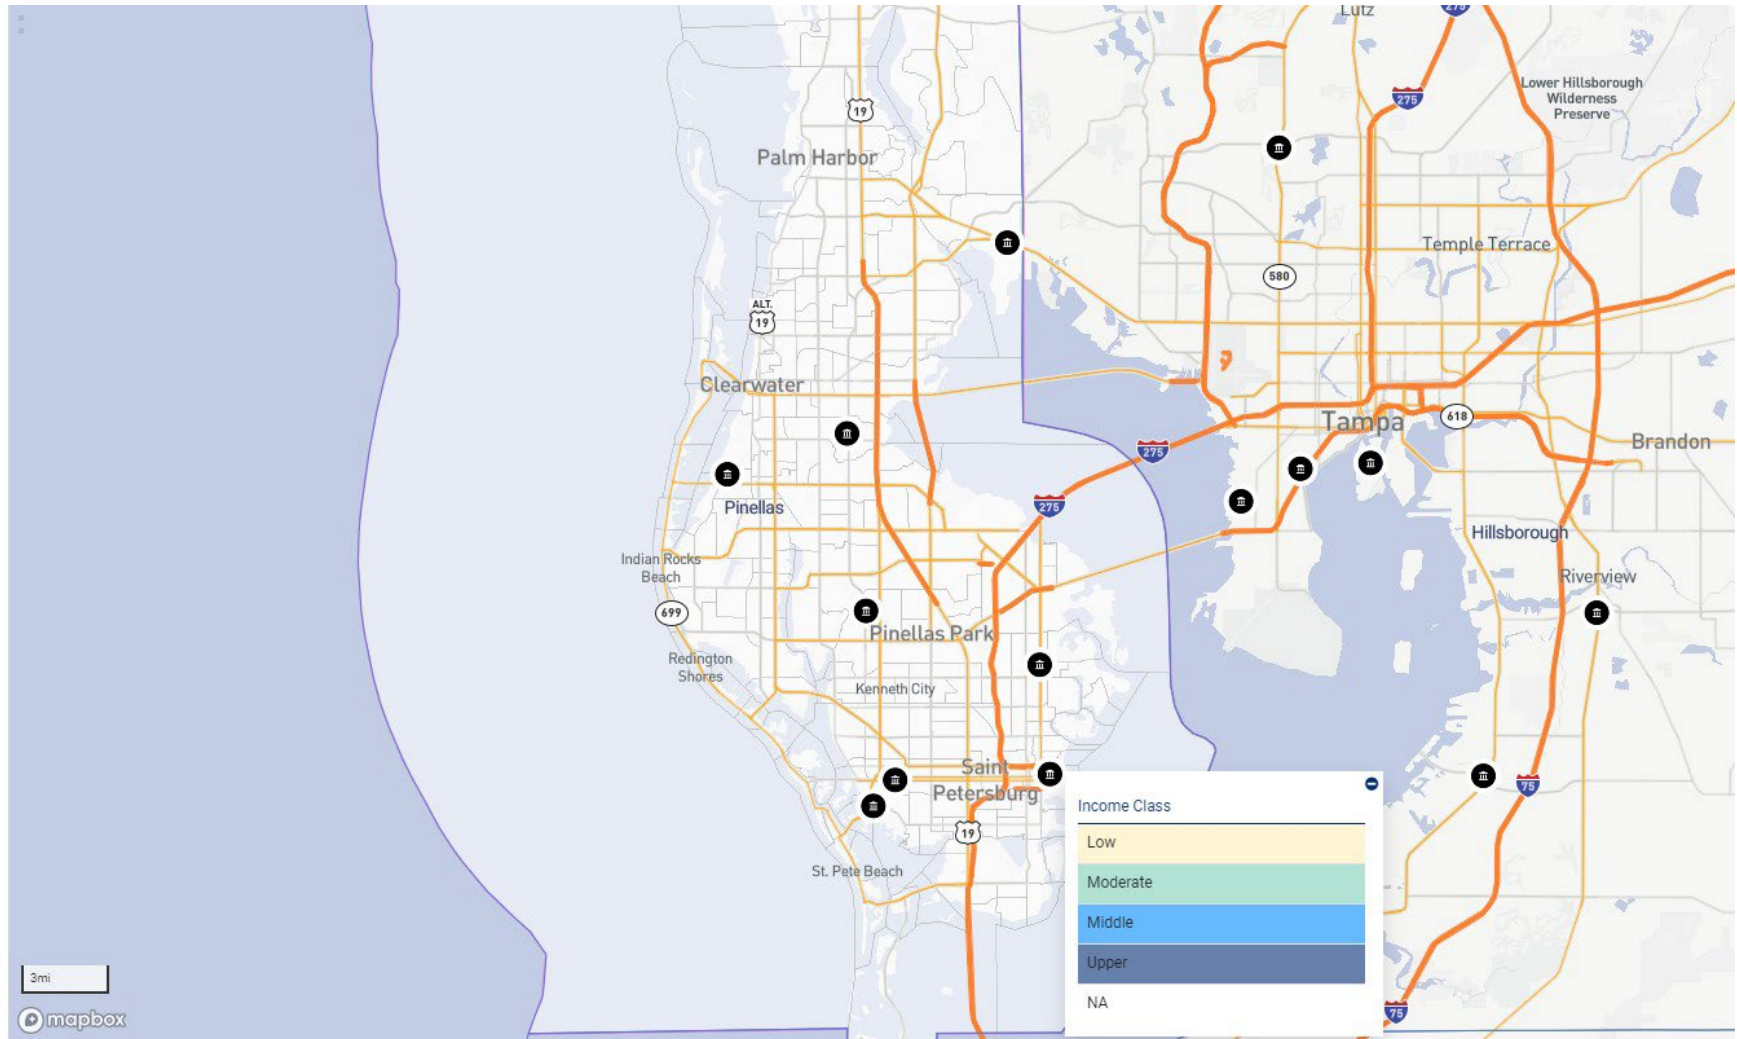 Lutz
275
275
Lower Hillsborough
Wilderness
Preserve
19
Palm Harbor
Temple Terrace
580
ALT.
19
Clearwater
Tampa
618
Brandon
275
Pinellas
275
Hillsborough
Indian Rocks
Beach
Riverview
699
Pinellas Park
Redington
Shores
Kenneth City
Saint
Petersburg
75
19
St. Pete Beach
Income Class
Low
Moderate
Middle
Upper
NA
75
3mi
mapbox